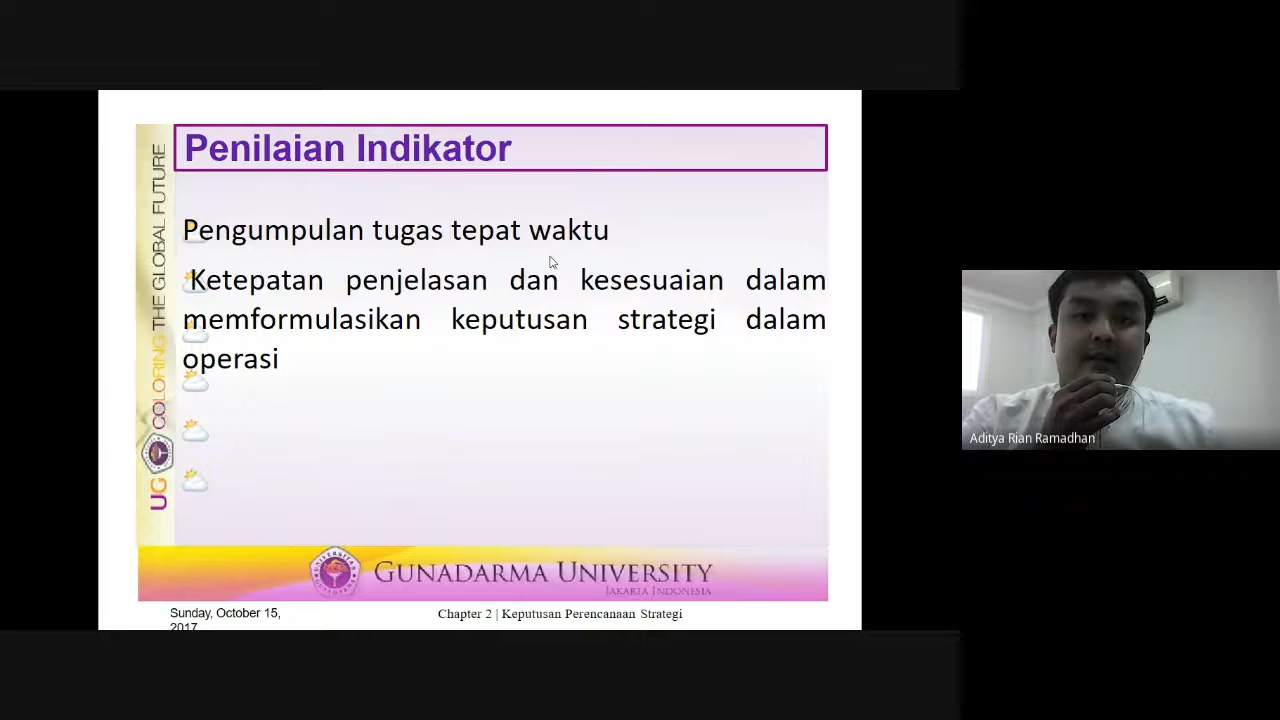 Penilaian Indikator
UG COLORING THE GLOBAL FUTURE
Pengumpulan tugas tepat waktu
Ketepatan penjelasan dan kesesuaian dalam
memformulasikan keputusan strategi dalam
operasi
GUNADARMA UNIVERSITY
JAKARTA INDONESIA
Sunday, October 15,
2017
Chapter 2 | Keputusan Perencanaan Strategi
Aditya Rian Ramadhan